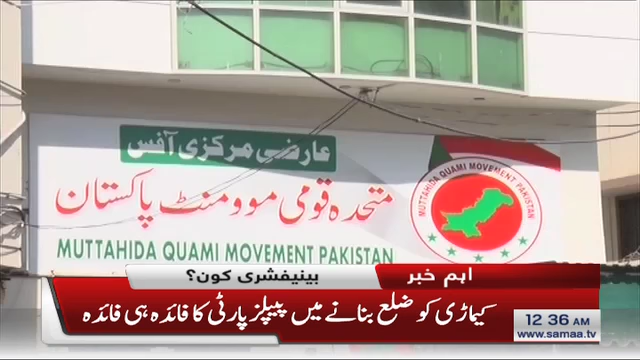 عارضی مرکزی آفس
متحدہ قومی موومنٹ پاکستان
MUTTAHIDA QUAMI MOVEMENT PAKISTAN
MUTTAHIDA QUAMI MOVEMENT PAKISTAN
اہم خبر
بینیفشری کون؟
کیماڑی کو ضلع بنانے میں پیپلز پارٹی کا فائدہ ہی فائدہ
12 36 AM
www.samaa.tv